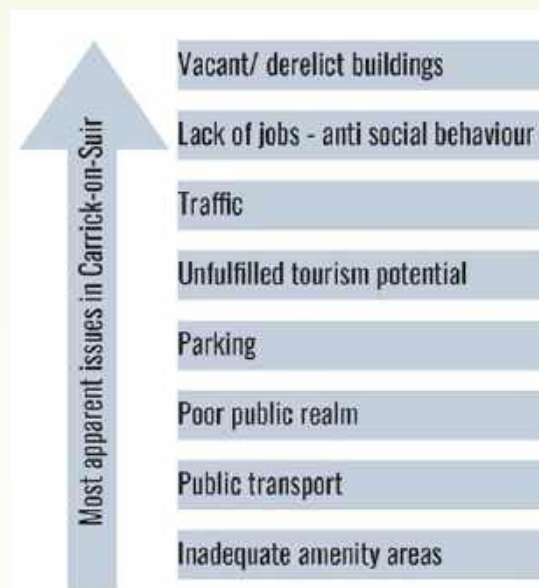 Most apparent issues in Carrick-on-Suir
Vacant/ derelict buildings
Lack of jobs - anti social behaviour
Traffic
Unfulfilled tourism potential
Parking
Poor public realm
Public transport
Inadequate amenity areas